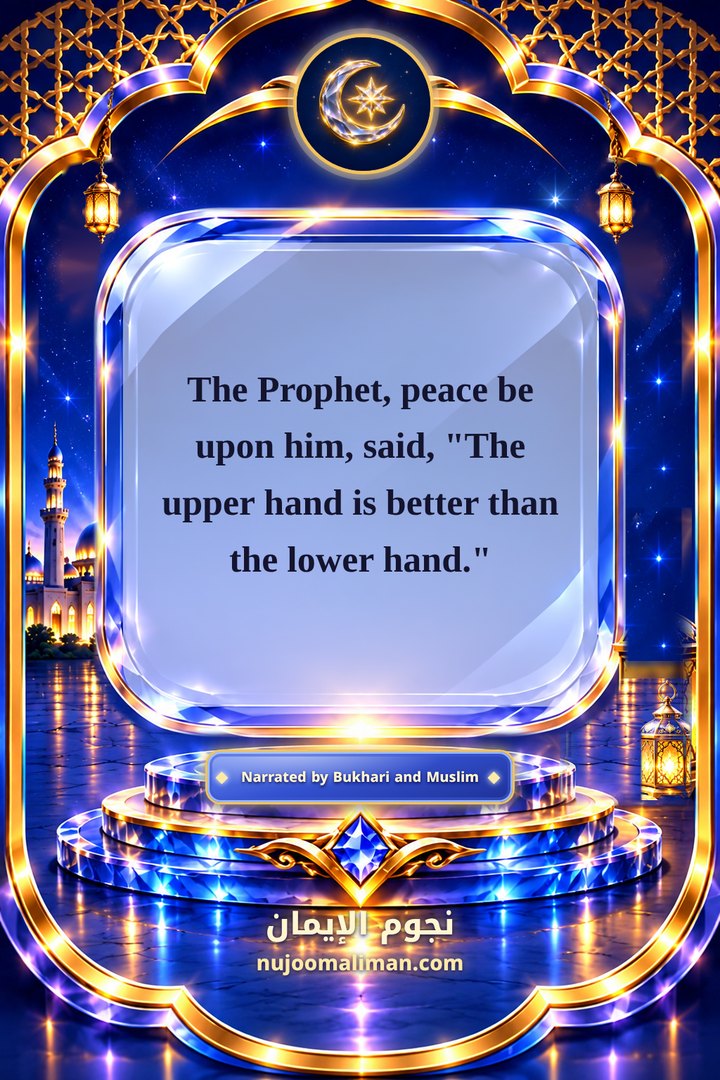 The Prophet, peace be
upon him, said, "The
upper hand is better than
the lower hand."
Narrated by Bukhari and Muslim
نجوم الإيمان
nujoomaliman.com